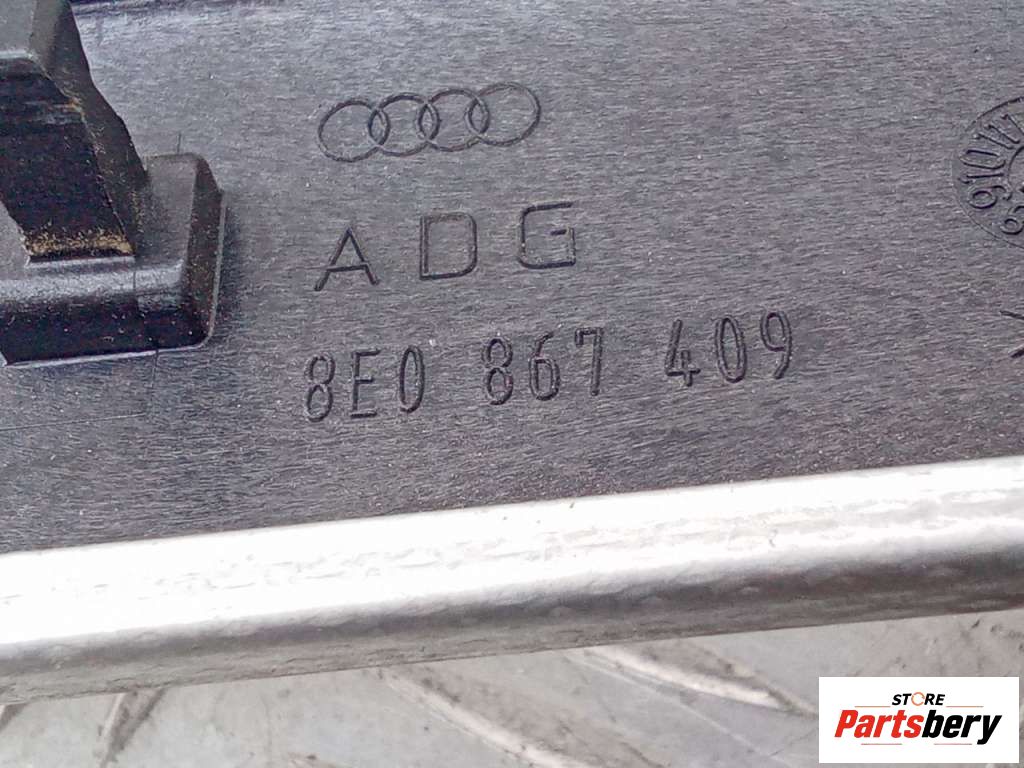 ADG
8E0 867 409
STORE
Partsbery